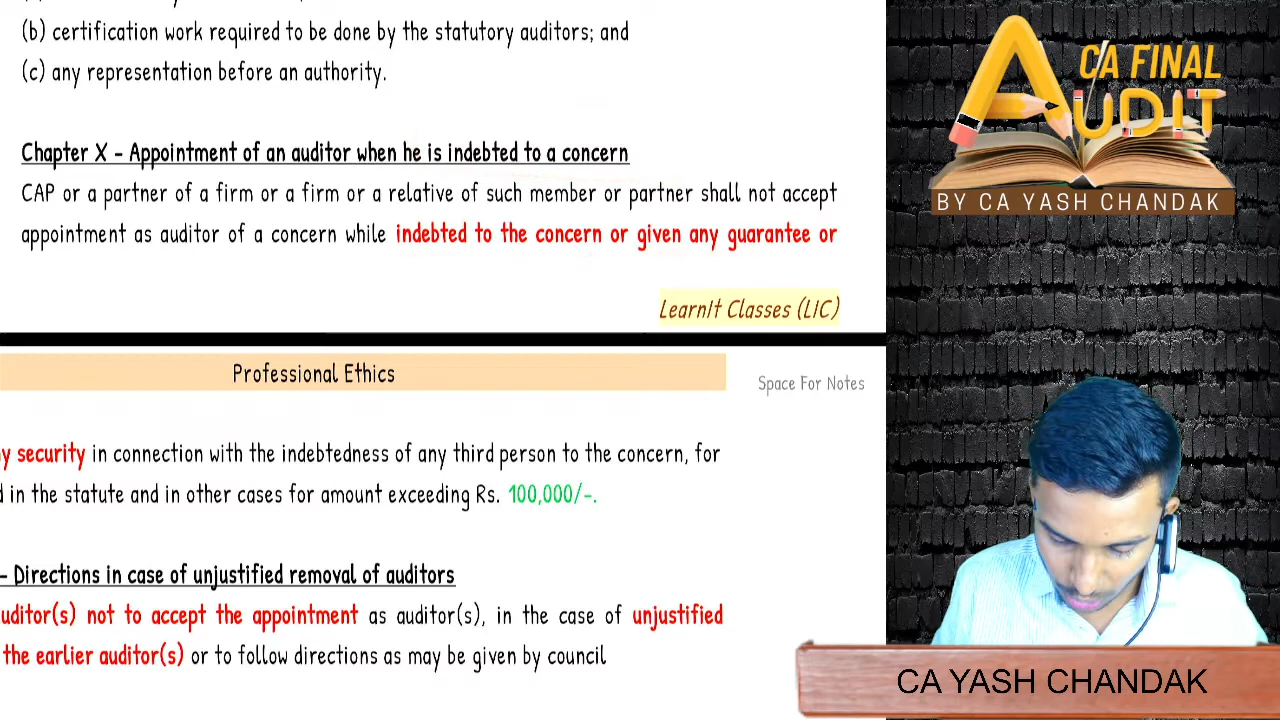 (b) certification work required to be done by the statutory auditors; and
(c) any representation before an authority.
Chapter X – Appointment of an auditor when he is indebted to a concern
CAP or a partner of a firm or a firm or a relative of such member or partner shall not accept
appointment as auditor of a concern while indebted to the concern or given any guarantee or
LearnIt Classes (LIC)
Professional Ethics
Space For Notes
security in connection with the indebtedness of any third person to the concern, for
in the statute and in other cases for amount exceeding Rs. 100,000/-.
– Directions in case of unjustified removal of auditors
not to accept the appointment as auditor(s), in the case of unjustified
the earlier auditor(s) or to follow directions as may be given by council
CA FINAL
AUDIT
BY CA YASH CHANDAK
CA YASH CHANDAK